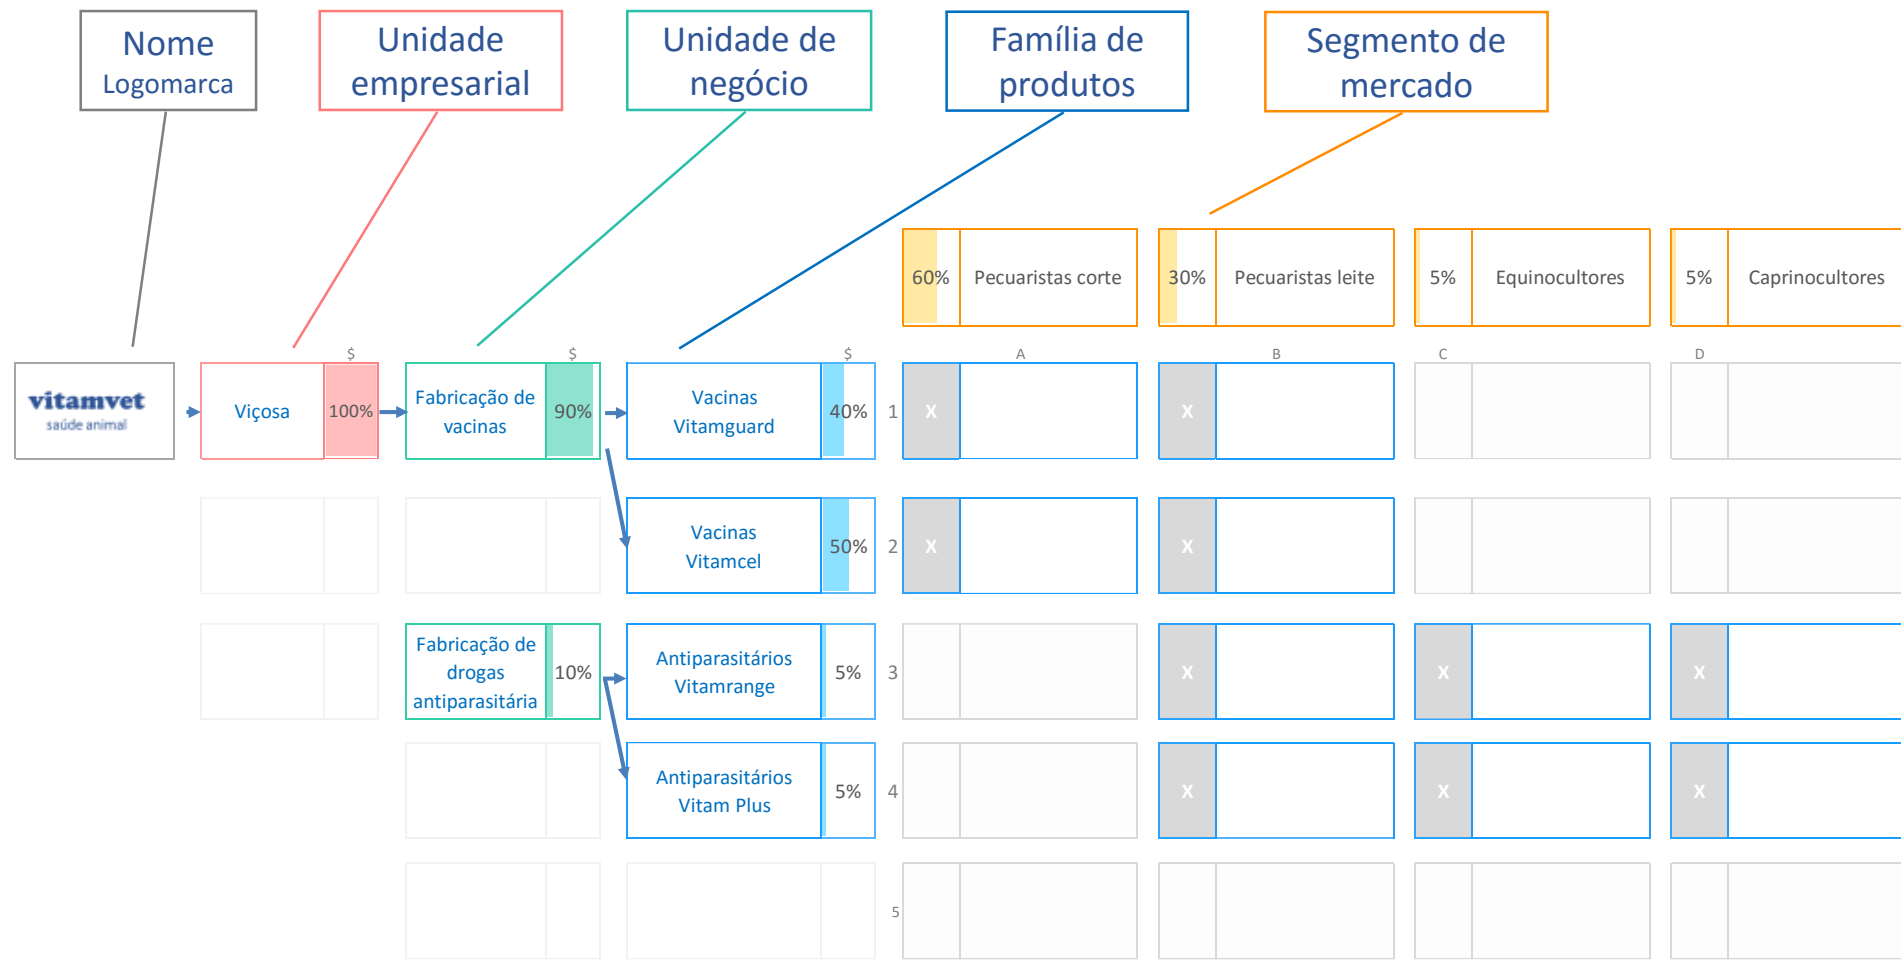 Nome
Logomarca
Unidade
empresarial
Unidade de
negócio
Família de
produtos
Segmento de
mercado
60%
Pecuaristas corte
30%
Pecuaristas leite
5%
Equinocultores
5%
Caprinocultores
$
$
$
A
B
C
D
vitamvet
saúde animal
Viçosa
100%
Fabricação de
vacinas
90%
Vacinas
Vitamguard
40%
1
X
X
Vacinas
Vitamcel
50%
2
X
X
Fabricação de
drogas
antiparasitária
10%
Antiparasitários
Vitamrange
5%
3
X
X
X
Antiparasitários
Vitam Plus
5%
4
X
X
X
5